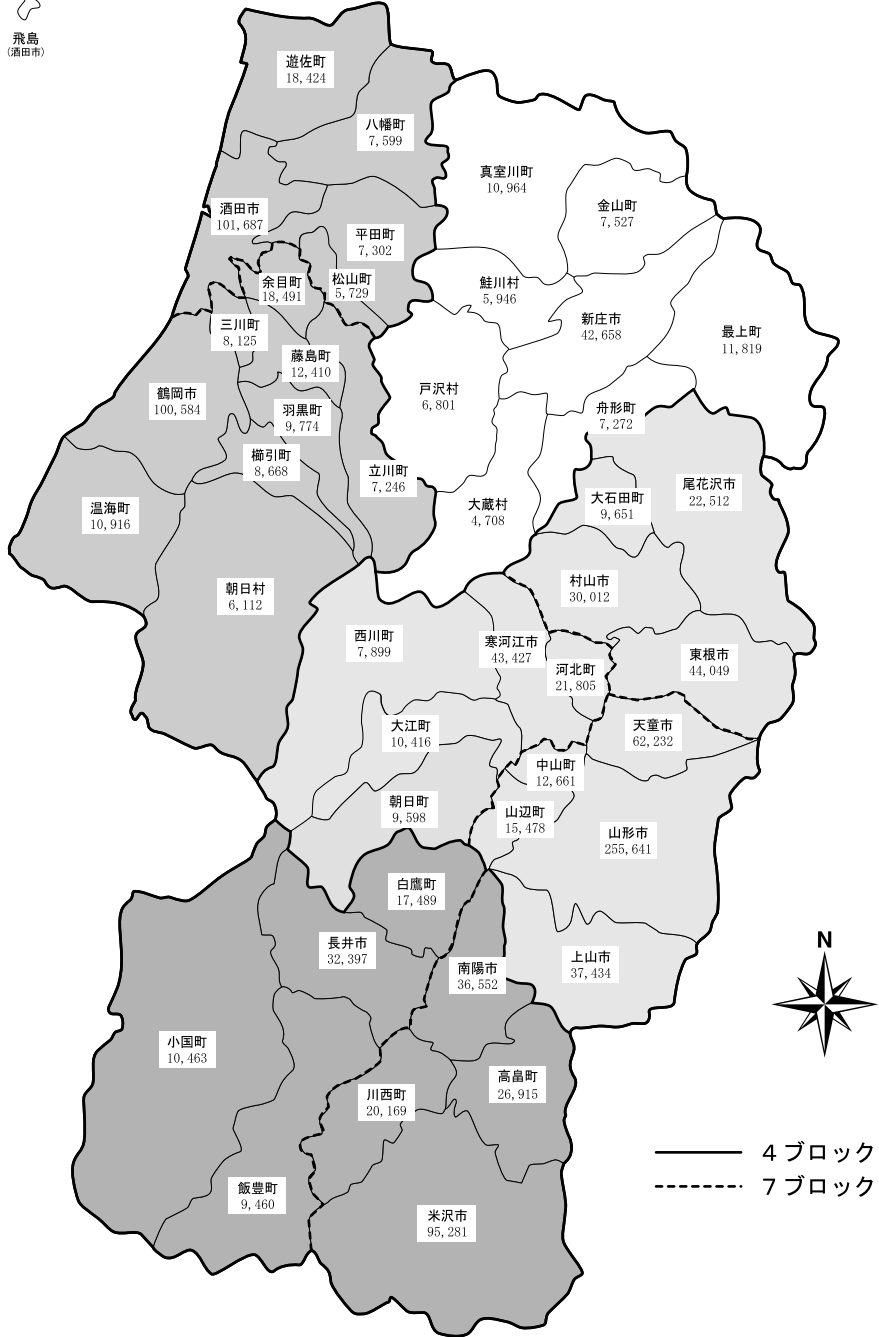 飛島
(酒田市)
遊佐町
18,424
八幡町
7,599
酒田市
101,687
平田町
7,302
余目町
18,491
松山町
5,729
三川町
8,125
藤島町
12,410
鶴岡市
100,584
羽黒町
9,774
櫛引町
8,668
立川町
7,246
温海町
10,916
朝日村
6,112
真室川町
10,964
金山町
7,527
鮭川村
5,946
新庄市
42,658
最上町
11,819
戸沢村
6,801
舟形町
7,272
大蔵村
4,708
尾花沢市
22,512
大石田町
9,651
村山市
30,012
東根市
44,049
西川町
7,899
寒河江市
43,427
河北町
21,805
大江町
10,416
朝日町
9,598
天童市
62,232
中山町
12,661
山辺町
15,478
山形市
255,641
上山市
37,434
白鷹町
17,489
長井市
32,397
南陽市
36,552
小国町
10,463
高畠町
26,915
川西町
20,169
飯豊町
9,460
米沢市
95,281
N
4ブロック
7ブロック